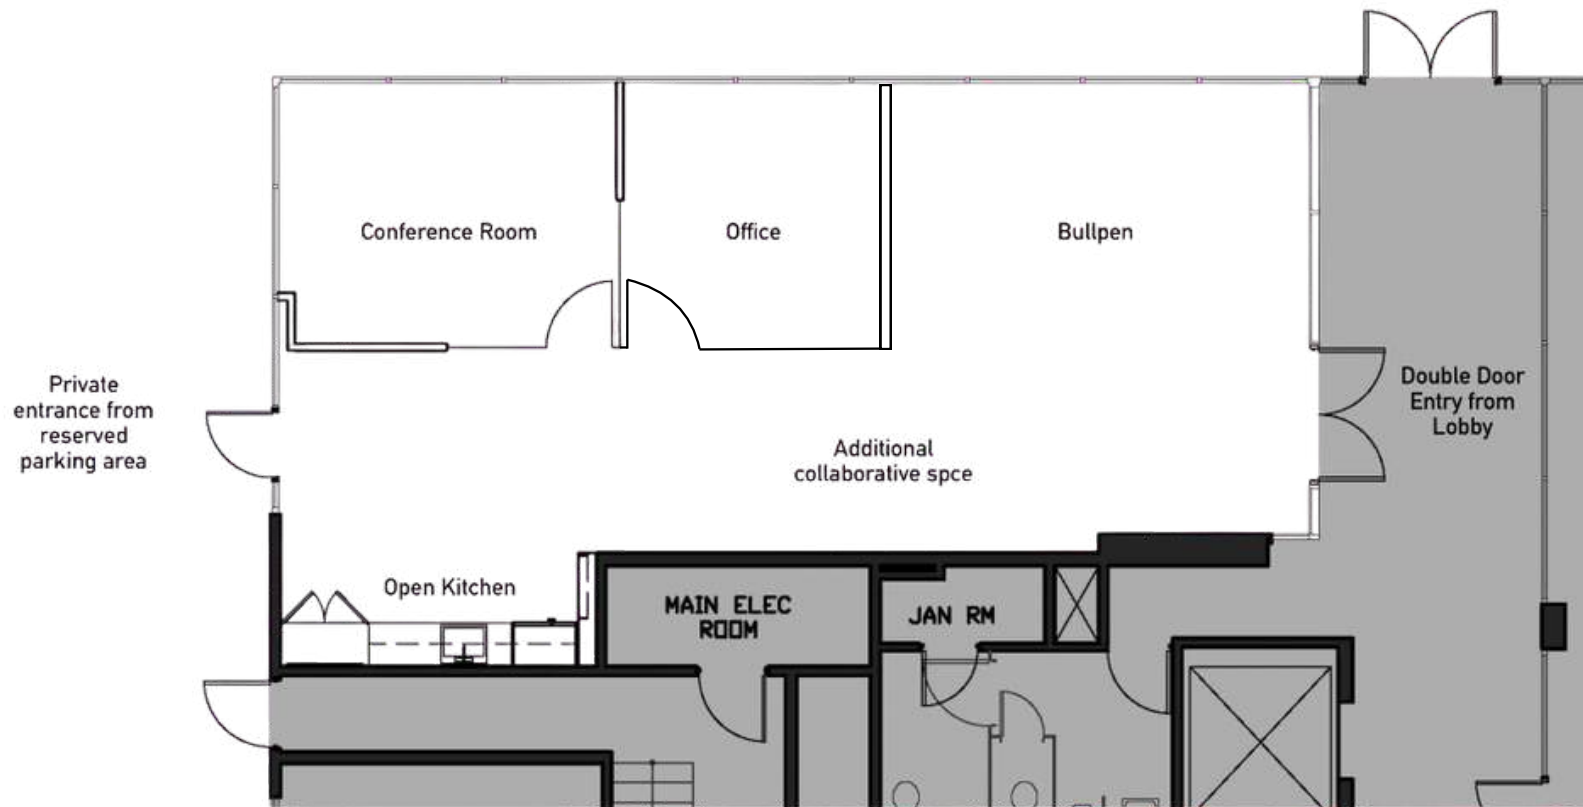 Conference Room
Office
Bullpen
Private
entrance from
reserved
parking area
Double Door
Entry from
Lobby
Additional
collaborative spce
Open Kitchen
MAIN ELEC
ROOM
JAN RM